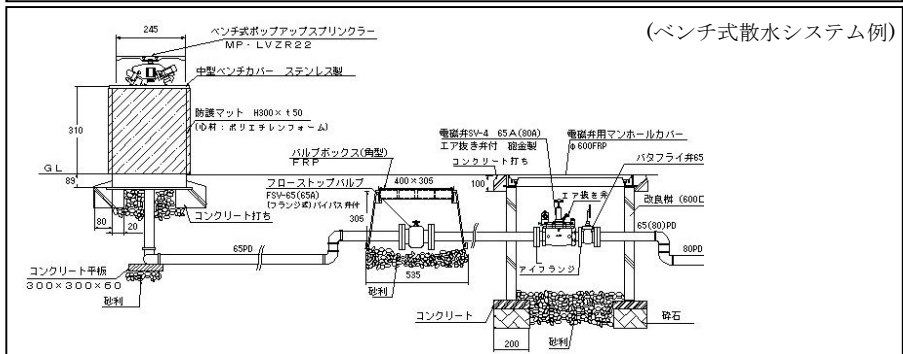 (ベンチ式散水システム例)
245
ベンチ式ポップアップスプリンクラー
MP-LVZR22
中型ベンチカバー ステンレス製
防護マット H300×t50
(心材:ポリエチレンフォーム)
310
GL
89
80
20
コンクリート打ち
65PD
コンクリート平板
300×300×60
砂利
バルブボックス(角型)
FRP
400×305
フローストップバルブ
FSV-65(65A)
(フランジ式)バイパス弁付
305
535
砂利
電磁弁SV-4 65A(80A)
エア抜き弁付 砲金製
コンクリート打ち
100
電磁弁用マンホールカバー
φ600FRP
バタフライ弁65
エア抜き弁
改良桝(600
65(80)PD
80PD
アイフランジ
コンクリート
200
砂利
砕石